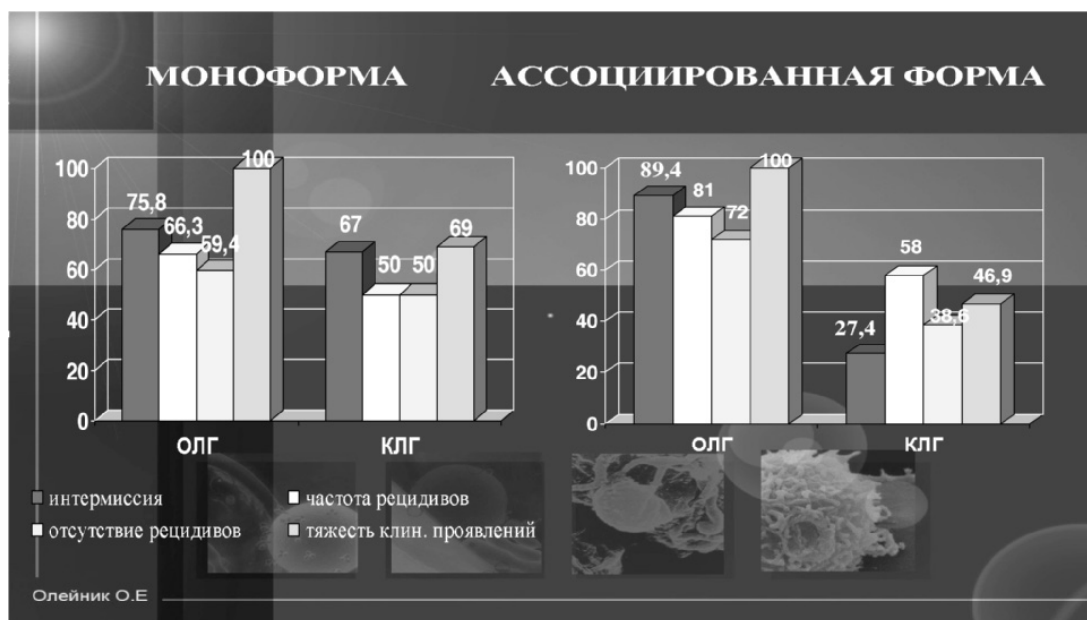 МОНОФОРМА
АССОЦИИРОВАННАЯ ФОРМА
100
80
60
40
20
0
75,8
66,3
59,4
100
67
50
50
69
ОЛГ
КЛГ
100
80
60
40
20
0
89,4
81
72
100
27,4
58
38,6
46,9
ОЛГ
КЛГ
интермиссия
частота рецидивов
отсутствие рецидивов
тяжесть клин. проявлений
Олейник О.Е